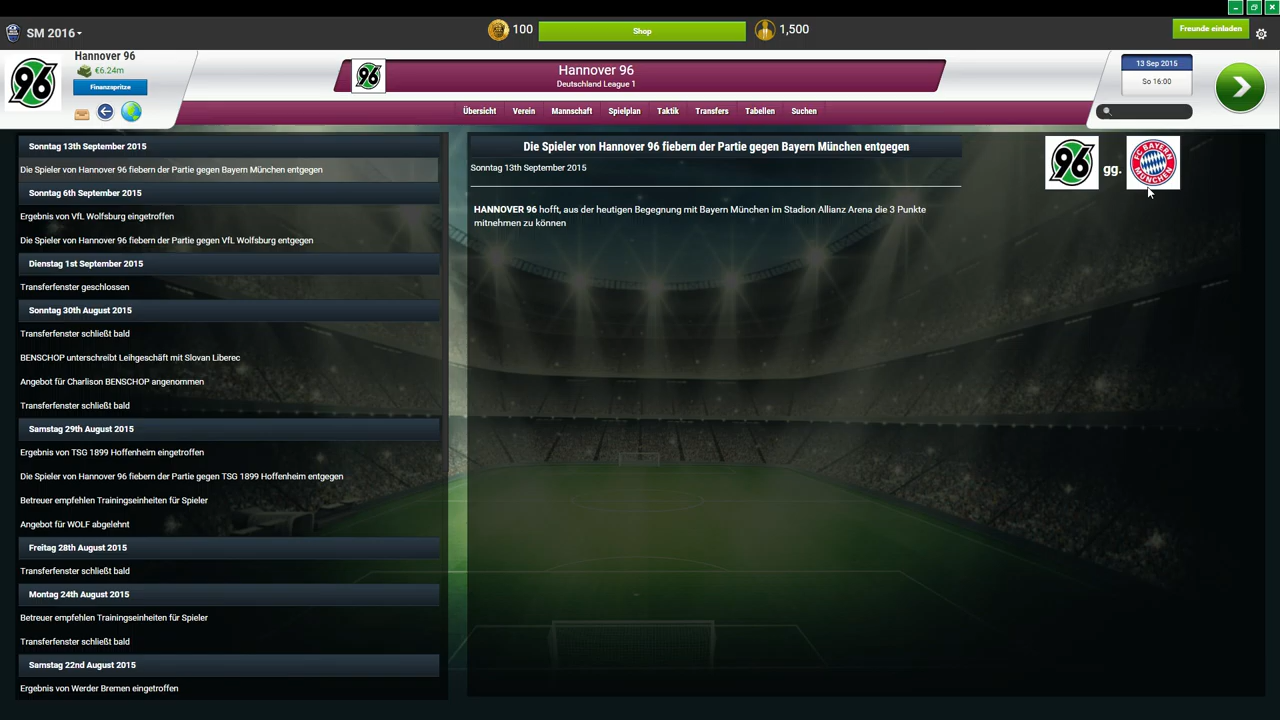 SM 2016
100
Shop
1,500
Freunde einladen
Hannover 96
€6.24m
Finanzspritze
96
96
Hannover 96
Deutschland League 1
13 Sep 2015
So 16:00
Übersicht Verein Mannschaft Spielplan Taktik Transfers Tabellen Suchen
Sonntag 13th September 2015
Die Spieler von Hannover 96 fiebern der Partie gegen Bayern München entgegen
Sonntag 6th September 2015
Ergebnis von VfL Wolfsburg eingetroffen
Die Spieler von Hannover 96 fiebern der Partie gegen VfL Wolfsburg entgegen
Dienstag 1st September 2015
Transferfenster geschlossen
Sonntag 30th August 2015
Transferfenster schließt bald
BENSCHOP unterschreibt Leihgeschäft mit Slovan Liberec
Angebot für Charlison BENSCHOP angenommen
Transferfenster schließt bald
Samstag 29th August 2015
Ergebnis von TSG 1899 Hoffenheim eingetroffen
Die Spieler von Hannover 96 fiebern der Partie gegen TSG 1899 Hoffenheim entgegen
Betreuer empfehlen Trainingseinheiten für Spieler
Angebot für WOLF abgelehnt
Freitag 28th August 2015
Transferfenster schließt bald
Montag 24th August 2015
Betreuer empfehlen Trainingseinheiten für Spieler
Transferfenster schließt bald
Samstag 22nd August 2015
Ergebnis von Werder Bremen eingetroffen
Die Spieler von Hannover 96 fiebern der Partie gegen Bayern München entgegen
Sonntag 13th September 2015
HANNOVER 96 hofft, aus der heutigen Begegnung mit Bayern München im Stadion Allianz Arena die 3 Punkte
mitnehmen zu können
96
gg.
FC BAYERN
MÜNCHEN